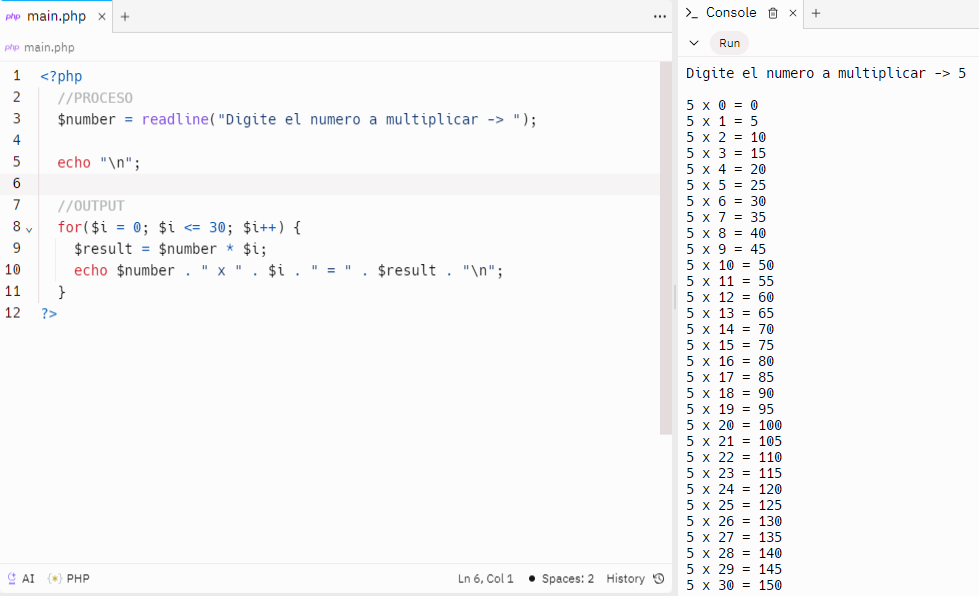 php main.php × +
php main.php
1 <?php
2 //PROCESO
3 $number = readline("Digite el numero a multiplicar -> ");
4
5 echo "\n";
6
7 //OUTPUT
8 for($i = 0; $i <= 30; $i++) {
9 $result = $number * $i;
10 echo $number . " x " . $i . " = " . $result . "\n";
11 }
12 ?>
AI PHP Ln 6, Col 1 Spaces: 2 History
>_ Console × +
Run
Digite el numero a multiplicar -> 5
5 x 0 = 0
5 x 1 = 5
5 x 2 = 10
5 x 3 = 15
5 x 4 = 20
5 x 5 = 25
5 x 6 = 30
5 x 7 = 35
5 x 8 = 40
5 x 9 = 45
5 x 10 = 50
5 x 11 = 55
5 x 12 = 60
5 x 13 = 65
5 x 14 = 70
5 x 15 = 75
5 x 16 = 80
5 x 17 = 85
5 x 18 = 90
5 x 19 = 95
5 x 20 = 100
5 x 21 = 105
5 x 22 = 110
5 x 23 = 115
5 x 24 = 120
5 x 25 = 125
5 x 26 = 130
5 x 27 = 135
5 x 28 = 140
5 x 29 = 145
5 x 30 = 150